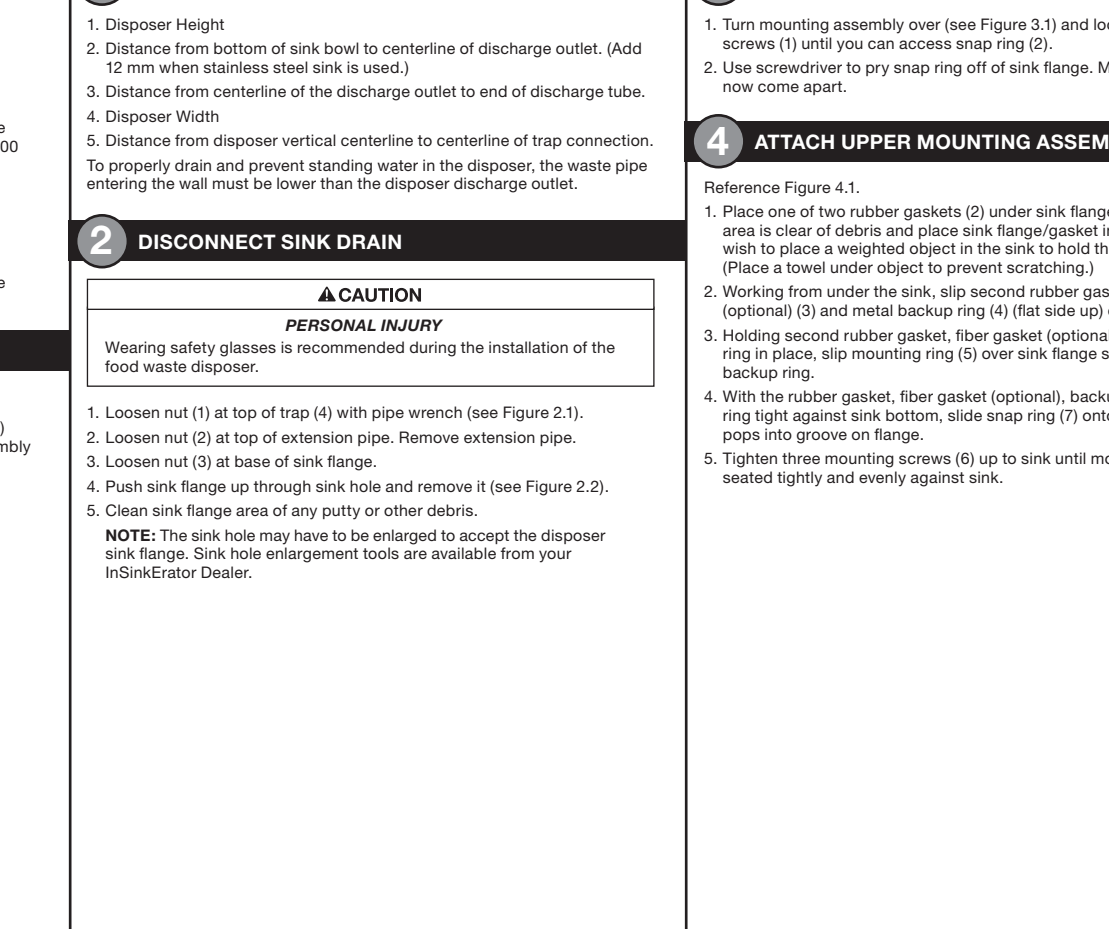 e
00
e
)
mbly
1. Disposer Height
2. Distance from bottom of sink bowl to centerline of discharge outlet. (Add
12 mm when stainless steel sink is used.)
3. Distance from centerline of the discharge outlet to end of discharge tube.
4. Disposer Width
5. Distance from disposer vertical centerline to centerline of trap connection.
To properly drain and prevent standing water in the disposer, the waste pipe
entering the wall must be lower than the disposer discharge outlet.
2 DISCONNECT SINK DRAIN
⚠ CAUTION
PERSONAL INJURY
Wearing safety glasses is recommended during the installation of the
food waste disposer.
1. Loosen nut (1) at top of trap (4) with pipe wrench (see Figure 2.1).
2. Loosen nut (2) at top of extension pipe. Remove extension pipe.
3. Loosen nut (3) at base of sink flange.
4. Push sink flange up through sink hole and remove it (see Figure 2.2).
5. Clean sink flange area of any putty or other debris.
NOTE: The sink hole may have to be enlarged to accept the disposer
sink flange. Sink hole enlargement tools are available from your
InSinkErator Dealer.
1. Turn mounting assembly over (see Figure 3.1) and loo
screws (1) until you can access snap ring (2).
2. Use screwdriver to pry snap ring off of sink flange. M
now come apart.
4 ATTACH UPPER MOUNTING ASSEM
Reference Figure 4.1.
1. Place one of two rubber gaskets (2) under sink flange
area is clear of debris and place sink flange/gasket i
wish to place a weighted object in the sink to hold th
(Place a towel under object to prevent scratching.)
2. Working from under the sink, slip second rubber gas
(optional) (3) and metal backup ring (4) (flat side up)
3. Holding second rubber gasket, fiber gasket (optiona
ring in place, slip mounting ring (5) over sink flange s
backup ring.
4. With the rubber gasket, fiber gasket (optional), backu
ring tight against sink bottom, slide snap ring (7) onto
pops into groove on flange.
5. Tighten three mounting screws (6) up to sink until mo
seated tightly and evenly against sink.